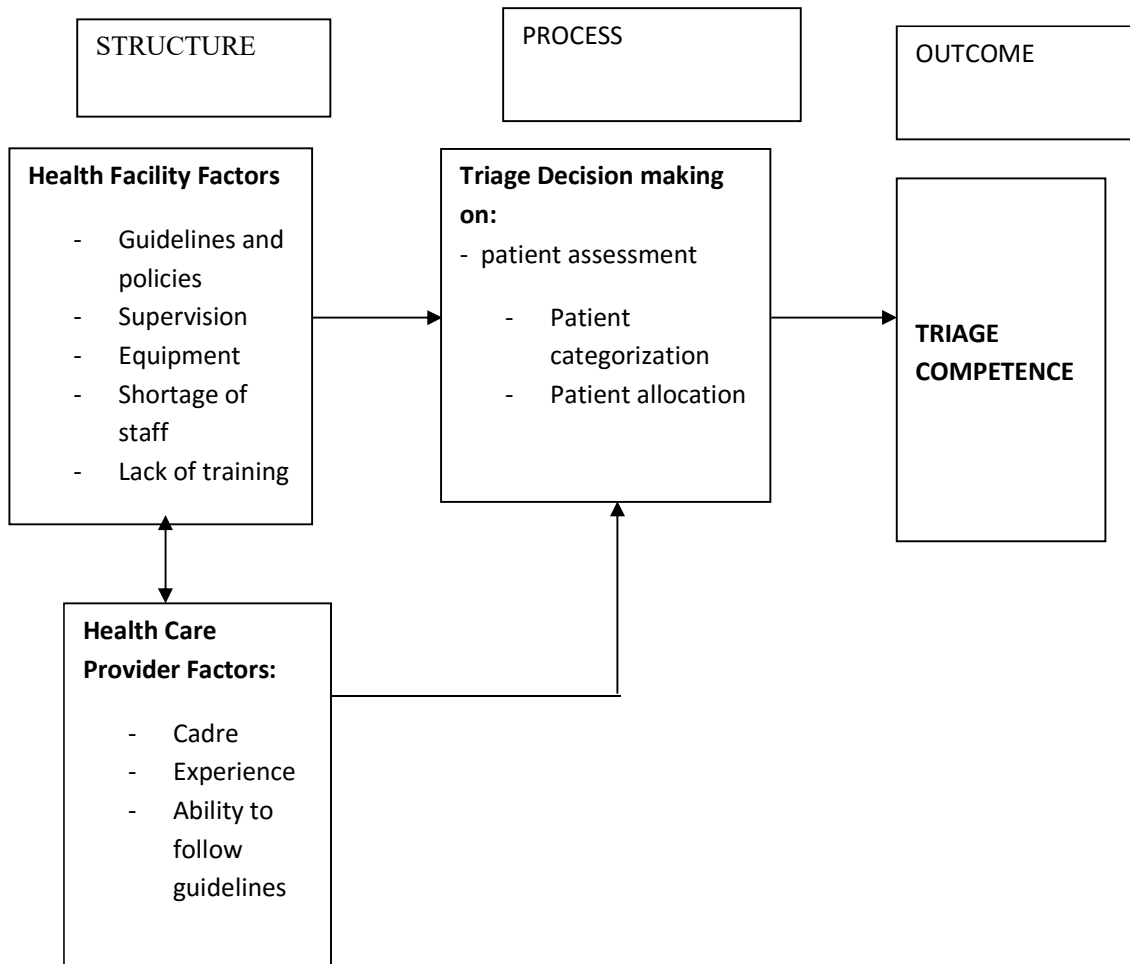 STRUCTURE
PROCESS
OUTCOME
Health Facility Factors
- Guidelines and
policies
- Supervision
- Equipment
- Shortage of
staff
- Lack of training
Triage Decision making
on:
- patient assessment
- Patient
categorization
- Patient allocation
TRIAGE
COMPETENCE
Health Care
Provider Factors:
- Cadre
- Experience
- Ability to
follow
guidelines